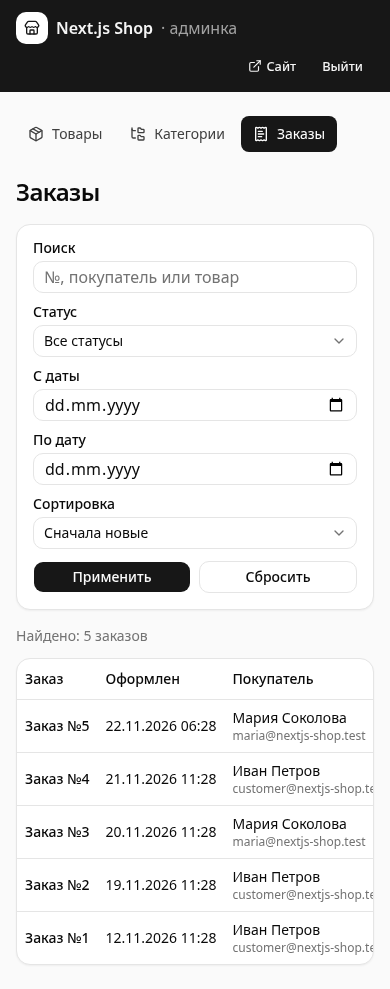 Next.js Shop · админка
Сайт Выйти
Товары Категории Заказы
Заказы
Поиск
№, покупатель или товар
Статус
Все статусы
С даты
dd.mm.yyyy
По дату
dd.mm.yyyy
Сортировка
Сначала новые
Применить Сбросить
Найдено: 5 заказов
Заказ Оформлен Покупатель
Заказ №5 22.11.2026 06:28 Мария Соколова
maria@nextjs-shop.test
Заказ №4 21.11.2026 11:28 Иван Петров
customer@nextjs-shop.te
Заказ №3 20.11.2026 11:28 Мария Соколова
maria@nextjs-shop.test
Заказ №2 19.11.2026 11:28 Иван Петров
customer@nextjs-shop.te
Заказ №1 12.11.2026 11:28 Иван Петров
customer@nextjs-shop.te